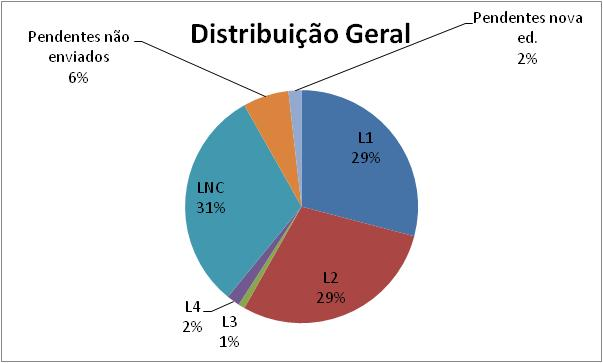 Distribuição Geral
Pendentes não
enviados
6%
Pendentes nova
ed.
2%
L1
29%
L2
29%
L3
1%
L4
2%
LNC
31%